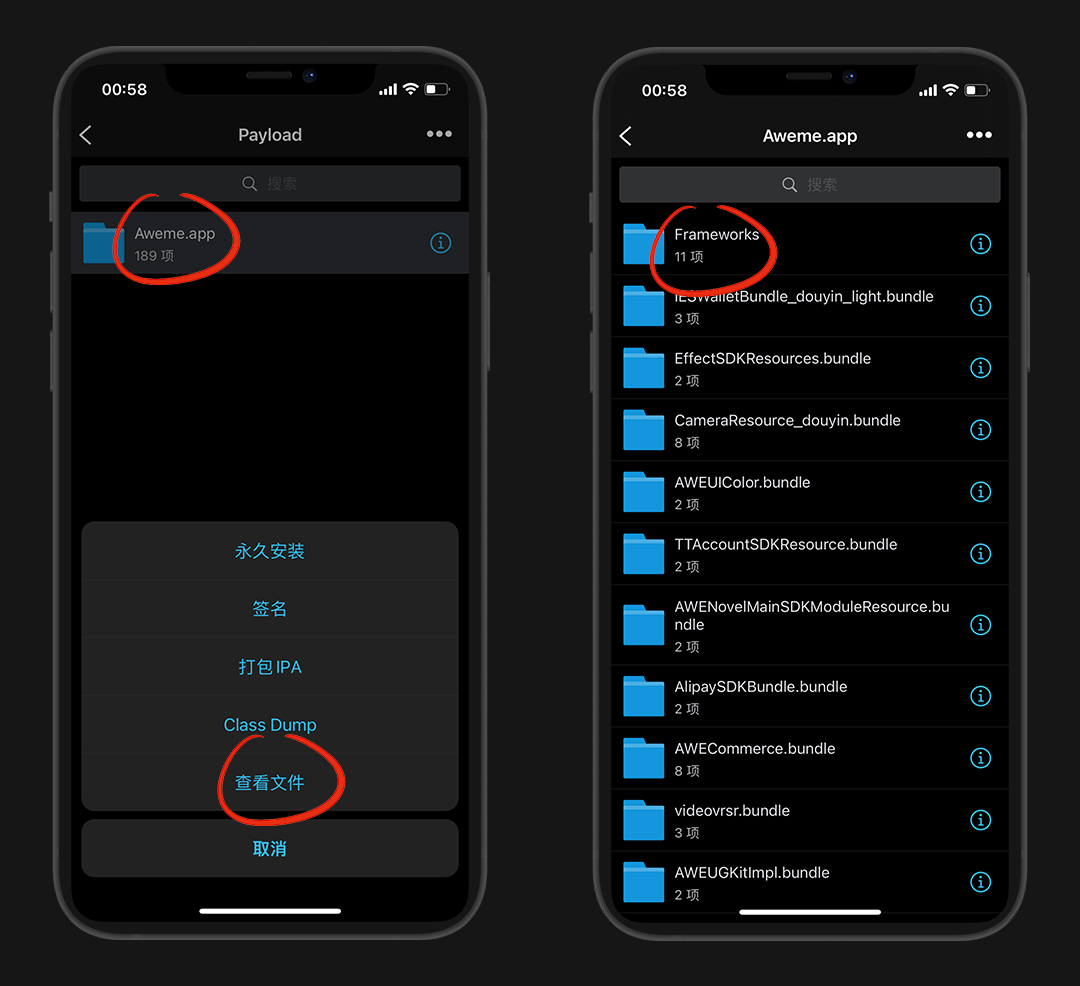 00:58
Payload
搜索
Aweme.app
189 项
永久安装
签名
打包 IPA
Class Dump
查看文件
取消
00:58
Aweme.app
搜索
Frameworks
11 项
IESWalletBundle_douyin_light.bundle
3 项
EffectSDKResources.bundle
2 项
CameraResource_douyin.bundle
8 项
AWEUIColor.bundle
2 项
TTAccountSDKResource.bundle
2 项
AWENovelMainSDKModuleResource.bu
ndle
2 项
AlipaySDKBundle.bundle
2 项
AWECommerce.bundle
8 项
videovrsr.bundle
3 项
AWEUGKitImpl.bundle
2 项